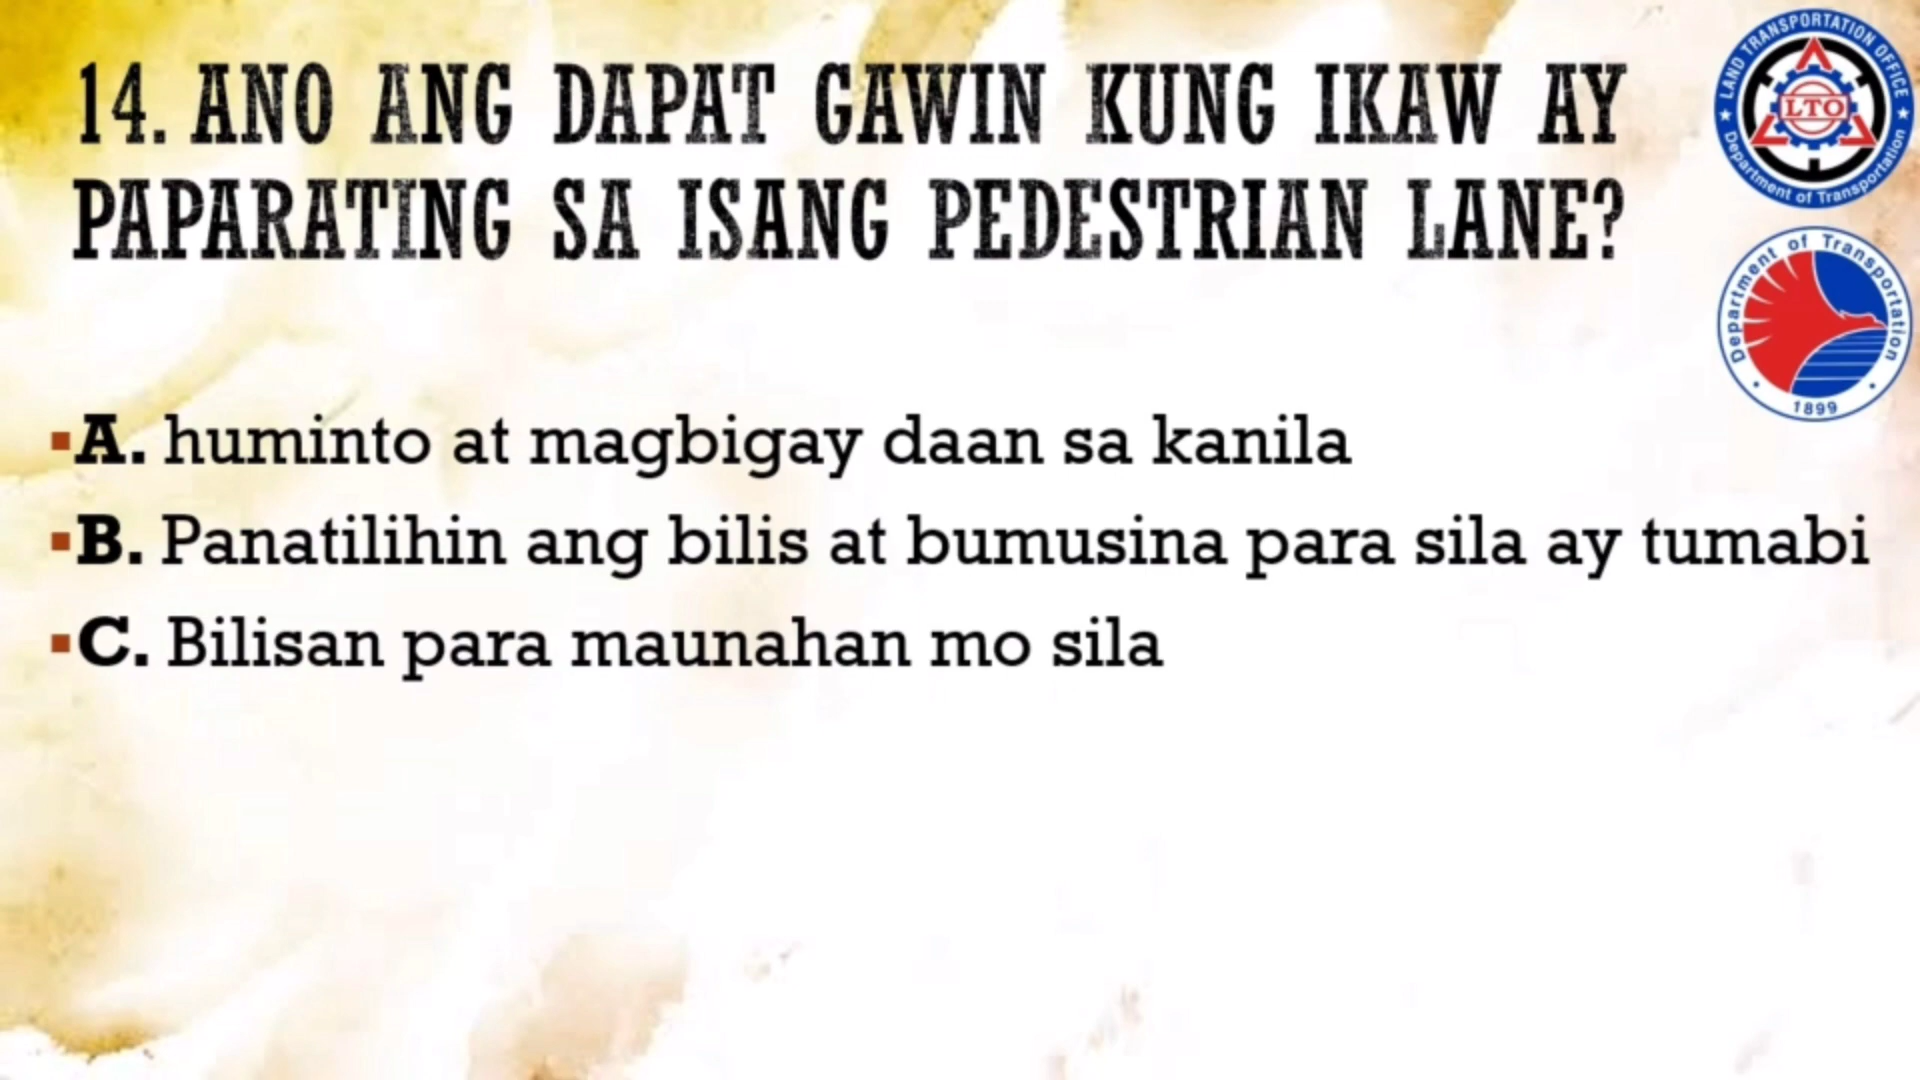 14. ANO ANG DAPAT GAWIN KUNG IKAW AY
PAPARATING SA ISANG PEDESTRIAN LANE?
A. huminto at magbigay daan sa kanila
B. Panatilihin ang bilis at bumusina para sila ay tumabi
C. Bilisan para maunahan mo sila
LAND TRANSPORTATION OFFICE
LTO
Department of Transportation
Department of Transportation
1899